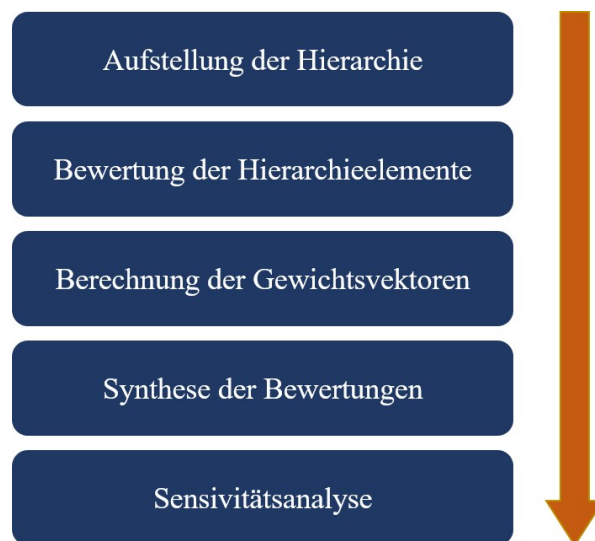 Aufstellung der Hierarchie
Bewertung der Hierarchieelemente
Berechnung der Gewichtsvektoren
Synthese der Bewertungen
Sensivitätsanalyse